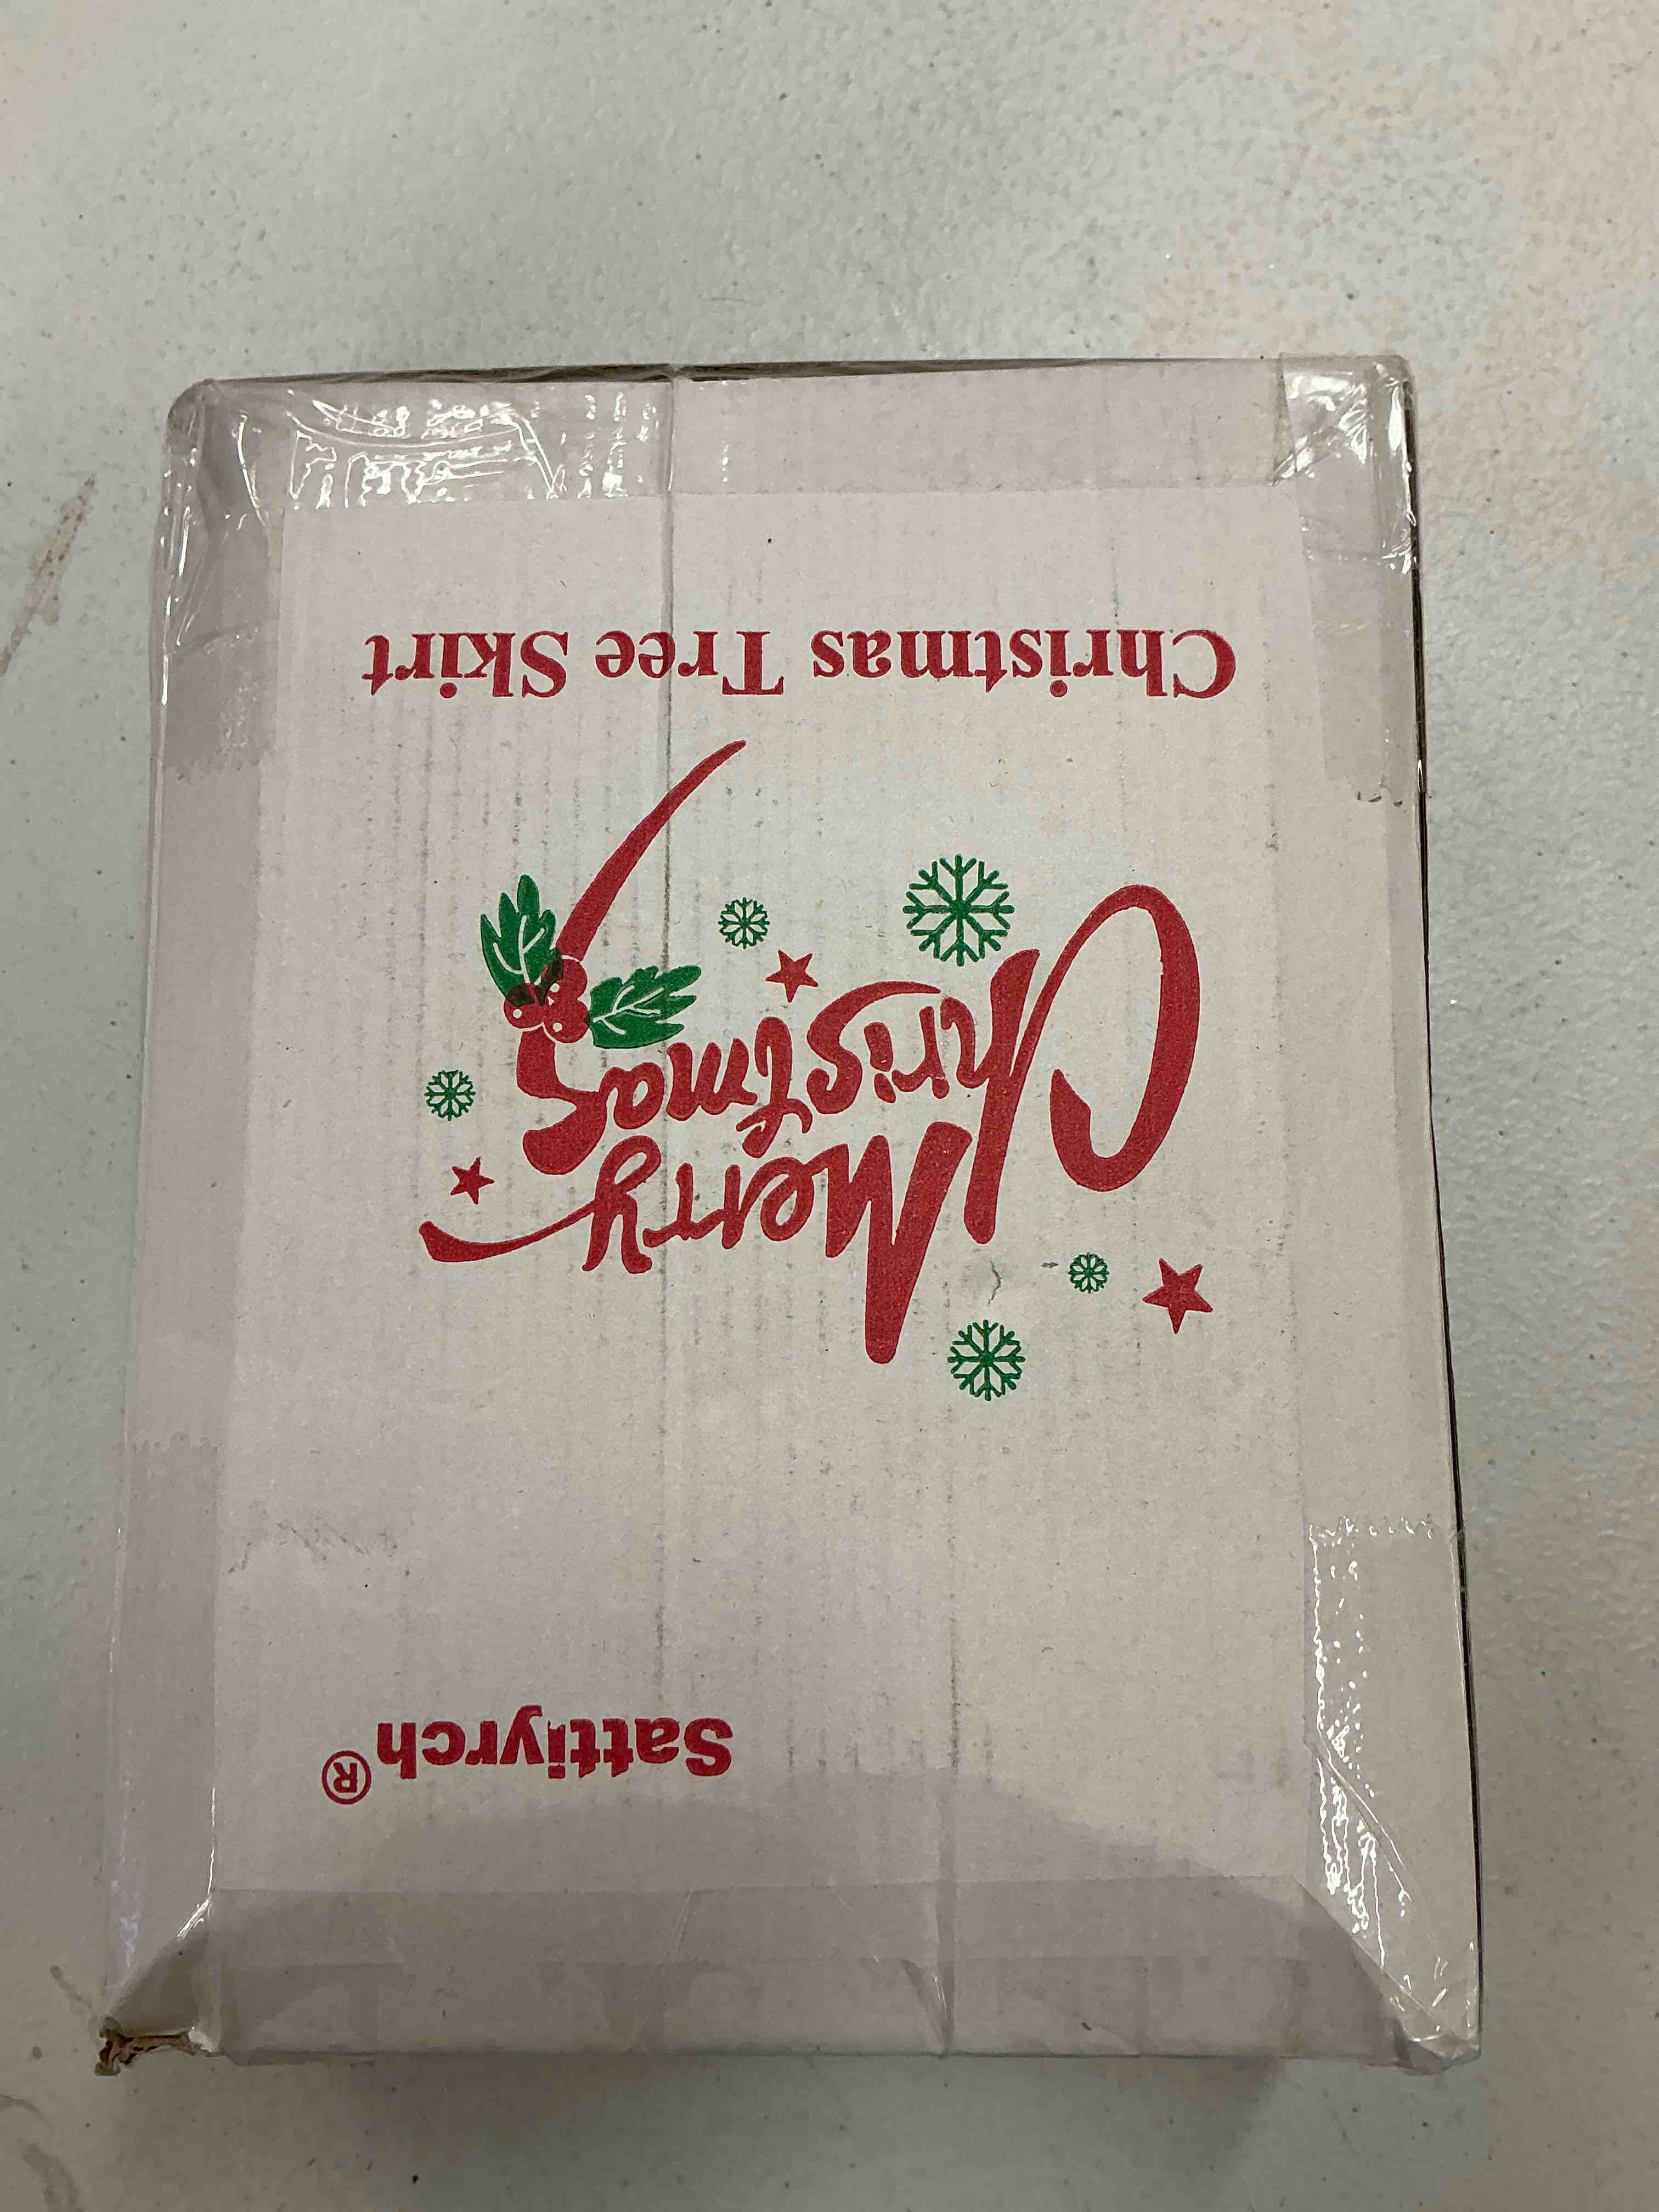 Sattiyrch®
Merry
Christmas
Christmas Tree Skirt